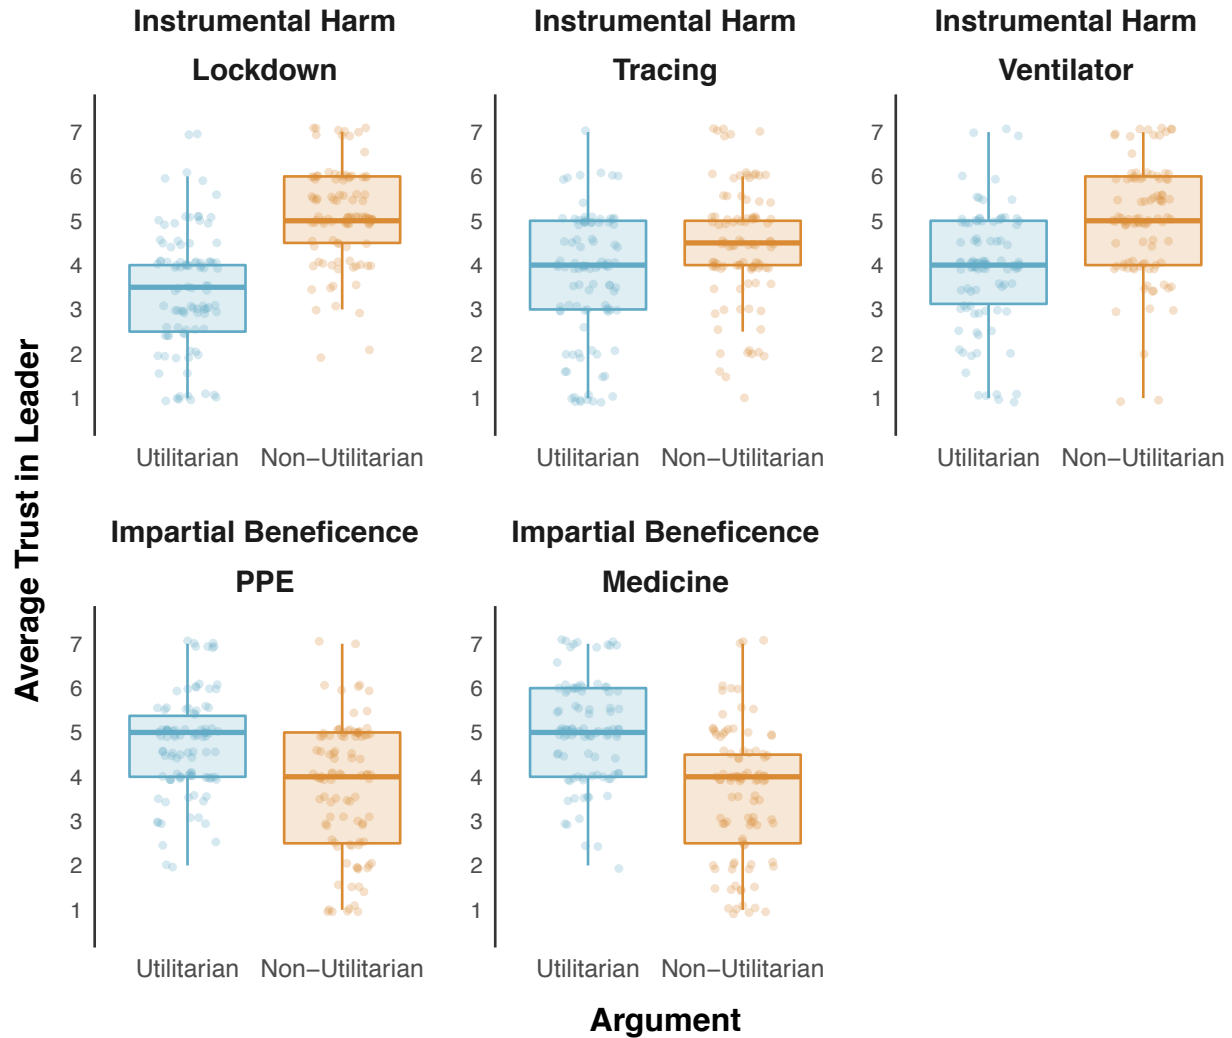 Instrumental Harm
Lockdown
Instrumental Harm
Tracing
Instrumental Harm
Ventilator
7
6
5
4
3
2
1
Utilitarian
Non−Utilitarian
7
6
5
4
3
2
1
Utilitarian
Non−Utilitarian
7
6
5
4
3
2
1
Utilitarian
Non−Utilitarian
Average Trust in Leader
Impartial Beneficence
PPE
Impartial Beneficence
Medicine
7
6
5
4
3
2
1
Utilitarian
Non−Utilitarian
7
6
5
4
3
2
1
Utilitarian
Non−Utilitarian
Argument